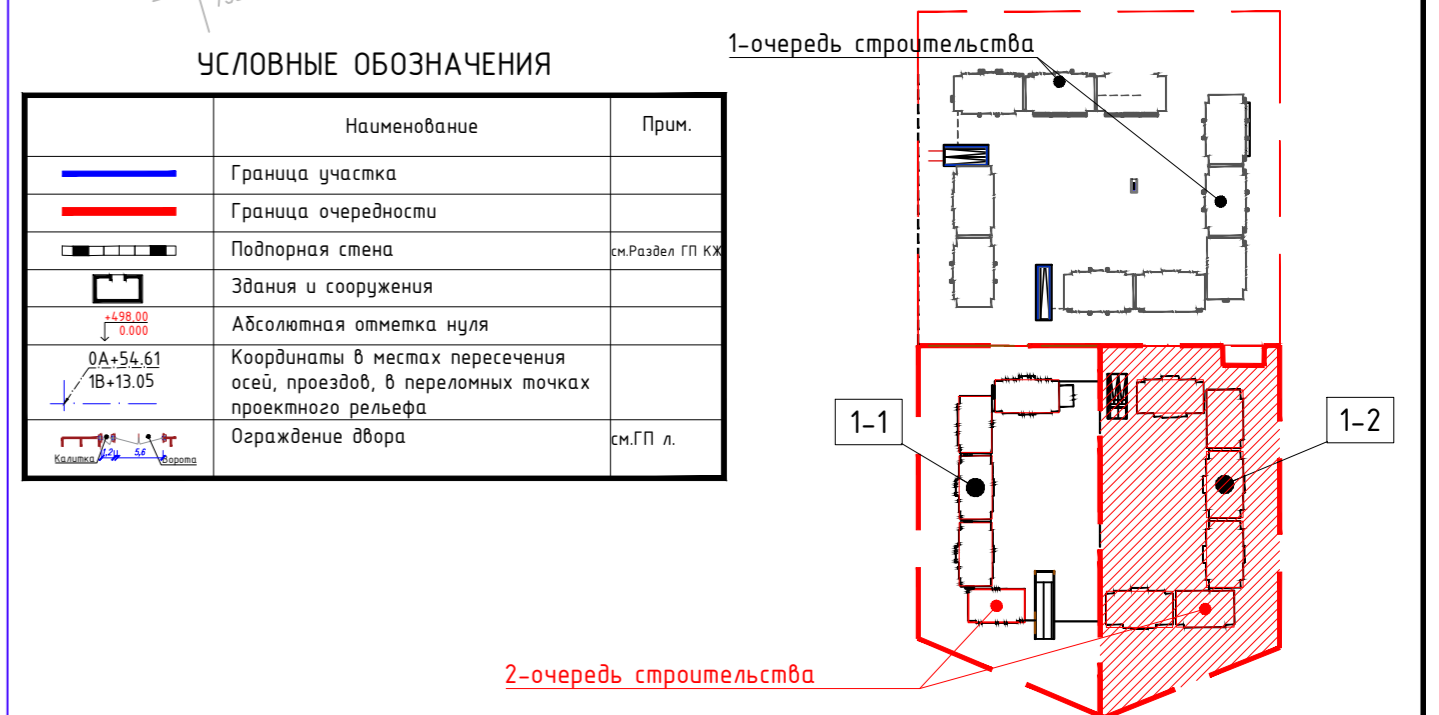 УСЛОВНЫЕ ОБОЗНАЧЕНИЯ
Наименование
Прим.
Граница участка
Граница очередности
Подпорная стена
см.Раздел ГП КЖ
Здания и сооружения
+498,00
0.000
Абсолютная отметка нуля
0А+54.61
1В+13.05
Координаты в местах пересечения
осей, проездов, в переломных точках
проектного рельефа
Калитка
5,6
Ворота
Ограждение двора
см.ГП л.
1-очередь строительства
1-1
1-2
2-очередь строительства